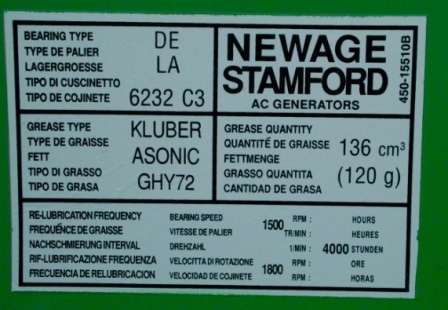 BEARING TYPE DE
TYPE DE PALIER
LAGERGROESSE LA
TIPO DI CUSCINETTO
TIPO DE COJINETE 6232 C3
NEWAGE
STAMFORD
AC GENERATORS
450-15510B
GREASE TYPE KLUBER
TYPE DE GRAISSE
FETT ASONIC
TIPO DI GRASSO
TIPO DE GRASA GHY72
GREASE QUANTITY
QUANTITÉ DE GRAISSE 136 cm³
FETTMENGE
GRASSO QUANTITA (120 g)
CANTIDAD DE GRASA
RE-LUBRICATION FREQUENCY BEARING SPEED 1500 RPM : HOURS
FREQUÉNCE DE GRAISSE VITESSE DE PALIER TR/MIN : HEURES
NACHSCHMIERUNG INTERVAL DREHZAHL 1/MIN : 4000 STUNDEN
RIF-LUBRIFICAZIONE FREQUENZA VELOCITTA DI ROTAZIONE 1800 RPM : ORE
FRECUENCIA DE RELUBRICACION VELOCIDAD DE COJINETE RPM : HORAS